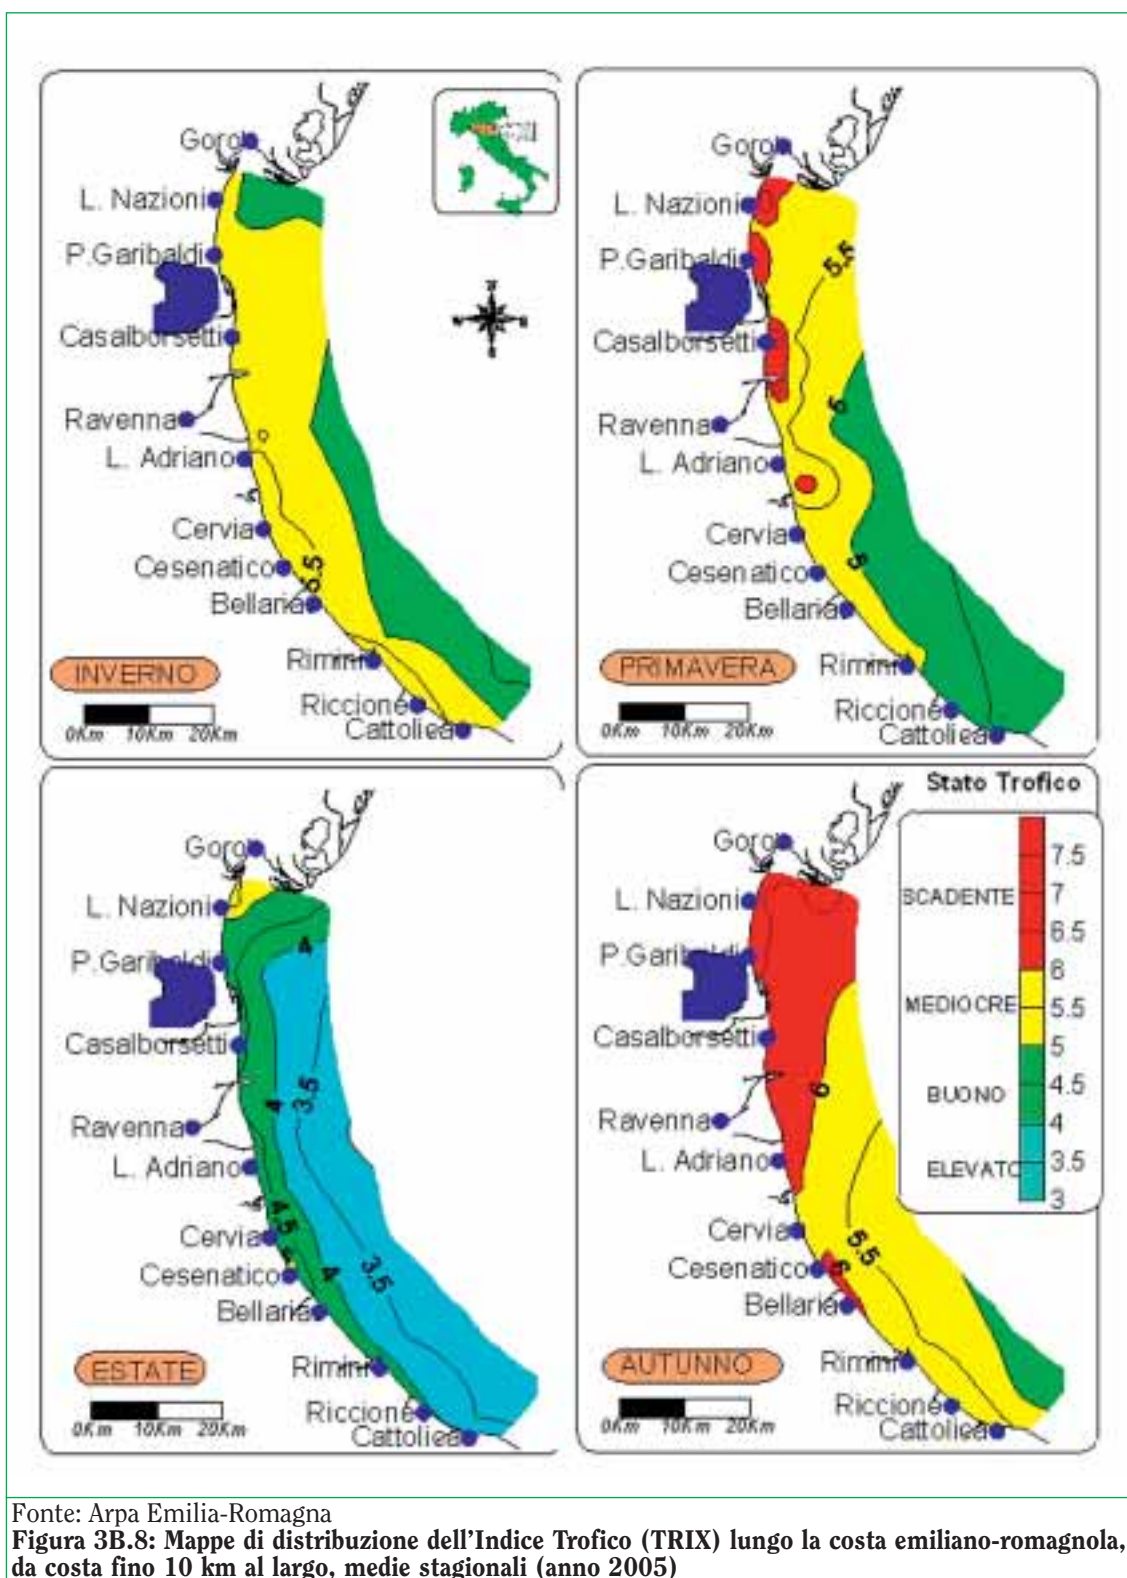 Goro
L. Nazioni
P.Garibaldi
Casalborsetti
Ravenna
L. Adriano
Cervia
Cesenatico
5.5
Bellaria
Rimini
INVERNO
Riccione
0Km 10Km 20Km
Cattolica
Goro
L. Nazioni
5.5
P.Garibaldi
Casalborsetti
5
Ravenna
L. Adriano
Cervia
5
Cesenatico
Bellaria
Rimini
PRIMAVERA
Riccione
0Km 10Km 20Km
Cattolica
Goro
L. Nazioni
4
P.Garibaldi
Casalborsetti
4 3.5
Ravenna
L. Adriano
4.5
Cervia
Cesenatico
4 3.5
Bellaria
Rimini
ESTATE
Riccione
0Km 10Km 20Km
Cattolica
Goro
L. Nazioni
P.Garibaldi
Casalborsetti
6
Ravenna
L. Adriano
Cervia
5.5
Cesenatico
6
Bellaria
Rimini
AUTUNNO
Riccione
0Km 10Km 20Km
Cattolica
Stato Trofico
7.5
SCADENTE 7
6.5
6
MEDIOCRE 5.5
5
4.5
BUONO
4
ELEVATO 3.5
3
Fonte: Arpa Emilia-Romagna
Figura 3B.8: Mappe di distribuzione dell'Indice Trofico (TRIX) lungo la costa emiliano-romagnola,
da costa fino 10 km al largo, medie stagionali (anno 2005)